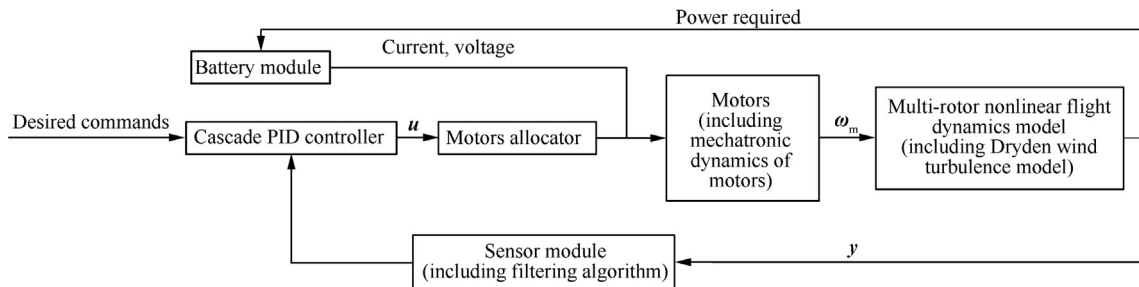 Power required
Current, voltage
Battery module
Desired commands
Cascade PID controller
u
Motors allocator
Motors
(including
mechatronic
dynamics of
motors)
ωm
Multi-rotor nonlinear flight
dynamics model
(including Dryden wind
turbulence model)
Sensor module
(including filtering algorithm)
y